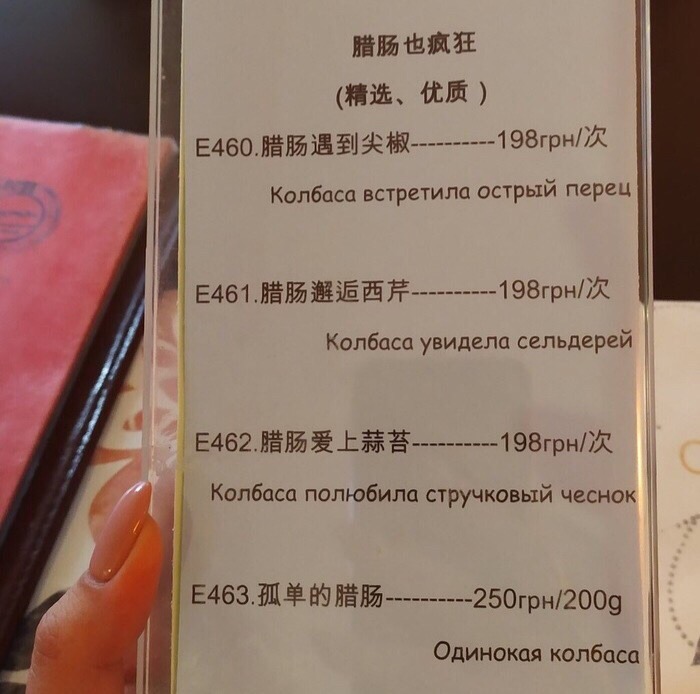 腊肠也疯狂
(精选、优质)
E460.腊肠遇到尖椒----------198грн/次
Колбаса встретила острый перец
E461.腊肠邂逅西芹----------198грн/次
Колбаса увидела сельдерей
E462.腊肠爱上蒜苔----------198грн/次
Колбаса полюбила стручковый чеснок
E463.孤单的腊肠----------250грн/200g
Одинокая колбаса